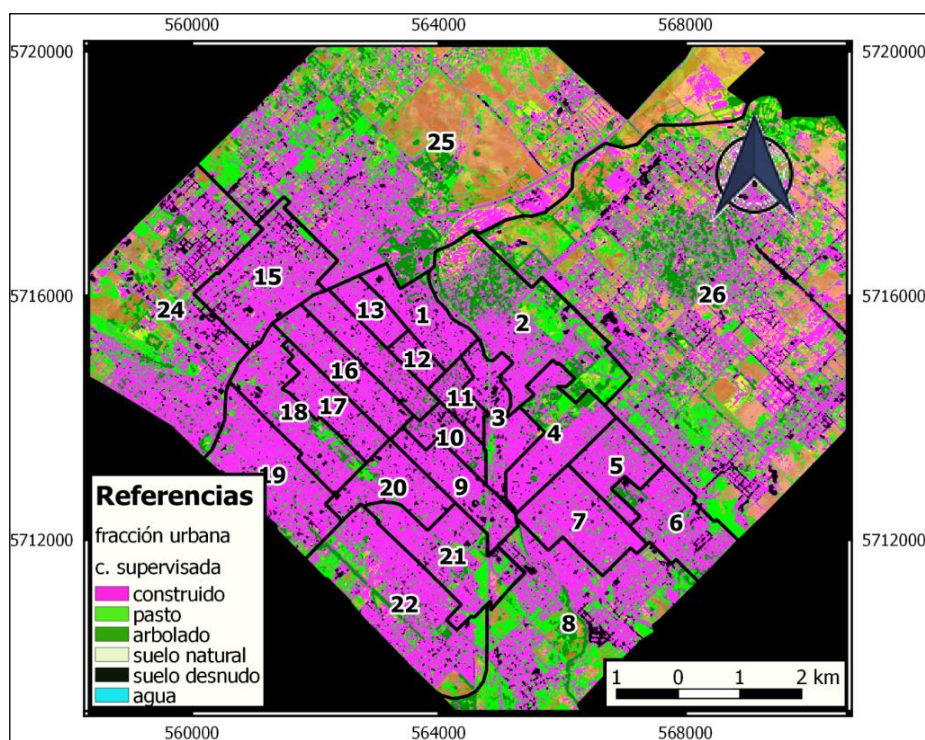 560000 564000 568000
5720000 5720000
25
15
26
24
13
1
2
5716000 5716000
12
16
11
3
18 17
4
10
5
19
20
9
7
6
5712000 5712000
21
22
8
Referencias
fracción urbana
c. supervisada
construido
pasto
arbolado
suelo natural
suelo desnudo
agua
1 0 1 2 km
560000 564000 568000